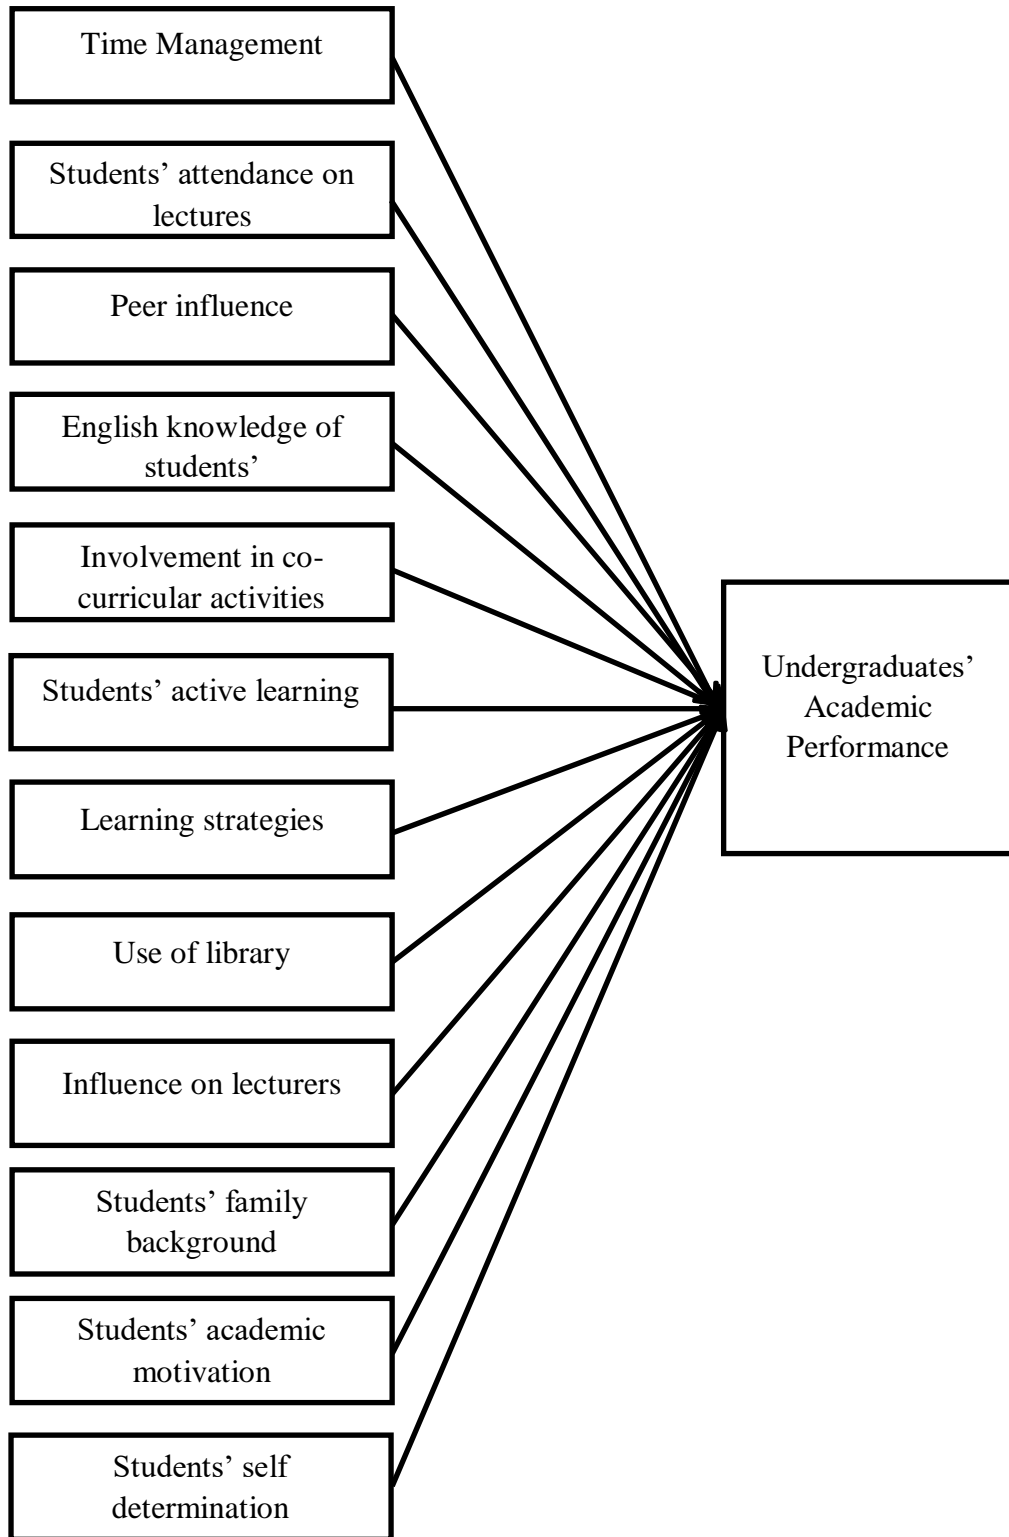 Time Management
Students’ attendance on
lectures
Peer influence
English knowledge of
students’
Involvement in co-
curricular activities
Students’ active learning
Learning strategies
Use of library
Influence on lecturers
Students’ family
background
Students’ academic
motivation
Students’ self
determination
Undergraduates’
Academic
Performance